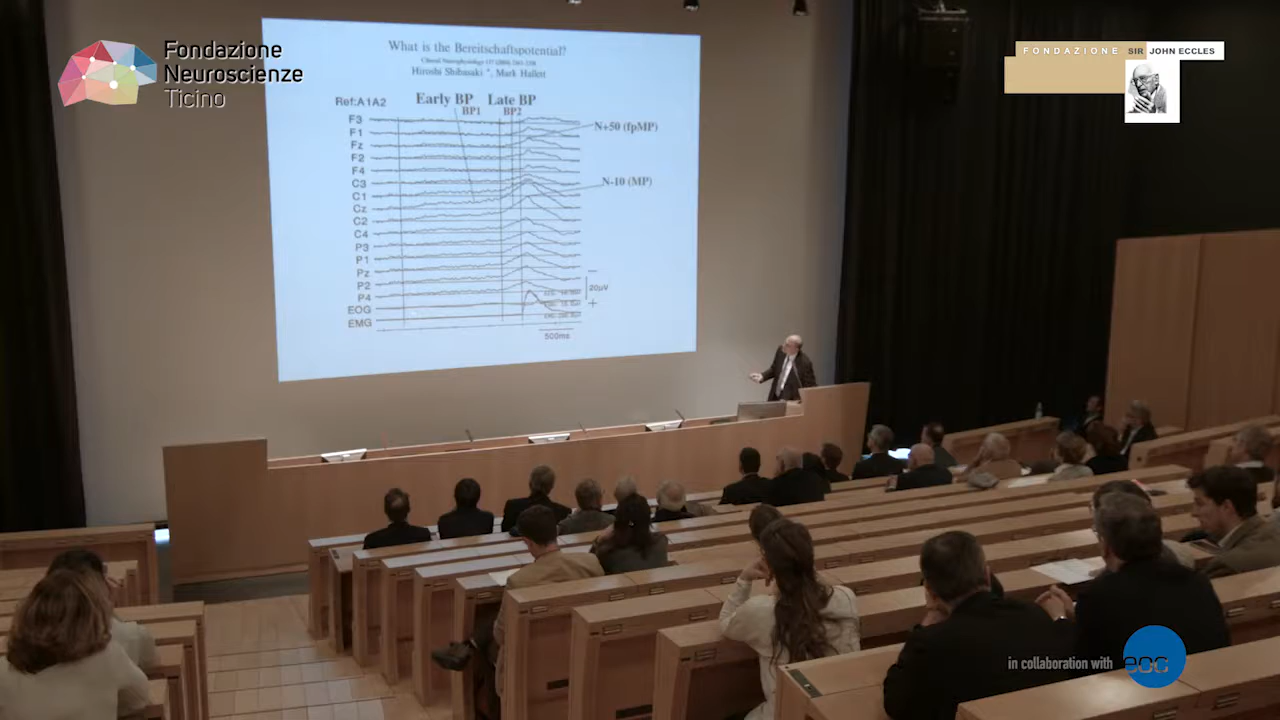 Fondazione
Neuroscienze
Ticino
FONDAZIONE SIR JOHN ECCLES
What is the Bereitschaftspotential?
Hiroshi Shibasaki *, Mark Hallett
Ref:A1A2
Early BP Late BP
BP1 BP2
F3
F1
Fz
F2
F4
C3
C1
Cz
C2
C4
P3
P1
Pz
P2
P4
EOG
EMG
N+50 (fpMP)
N-10 (MP)
20µV
500ms
in collaboration with eoc